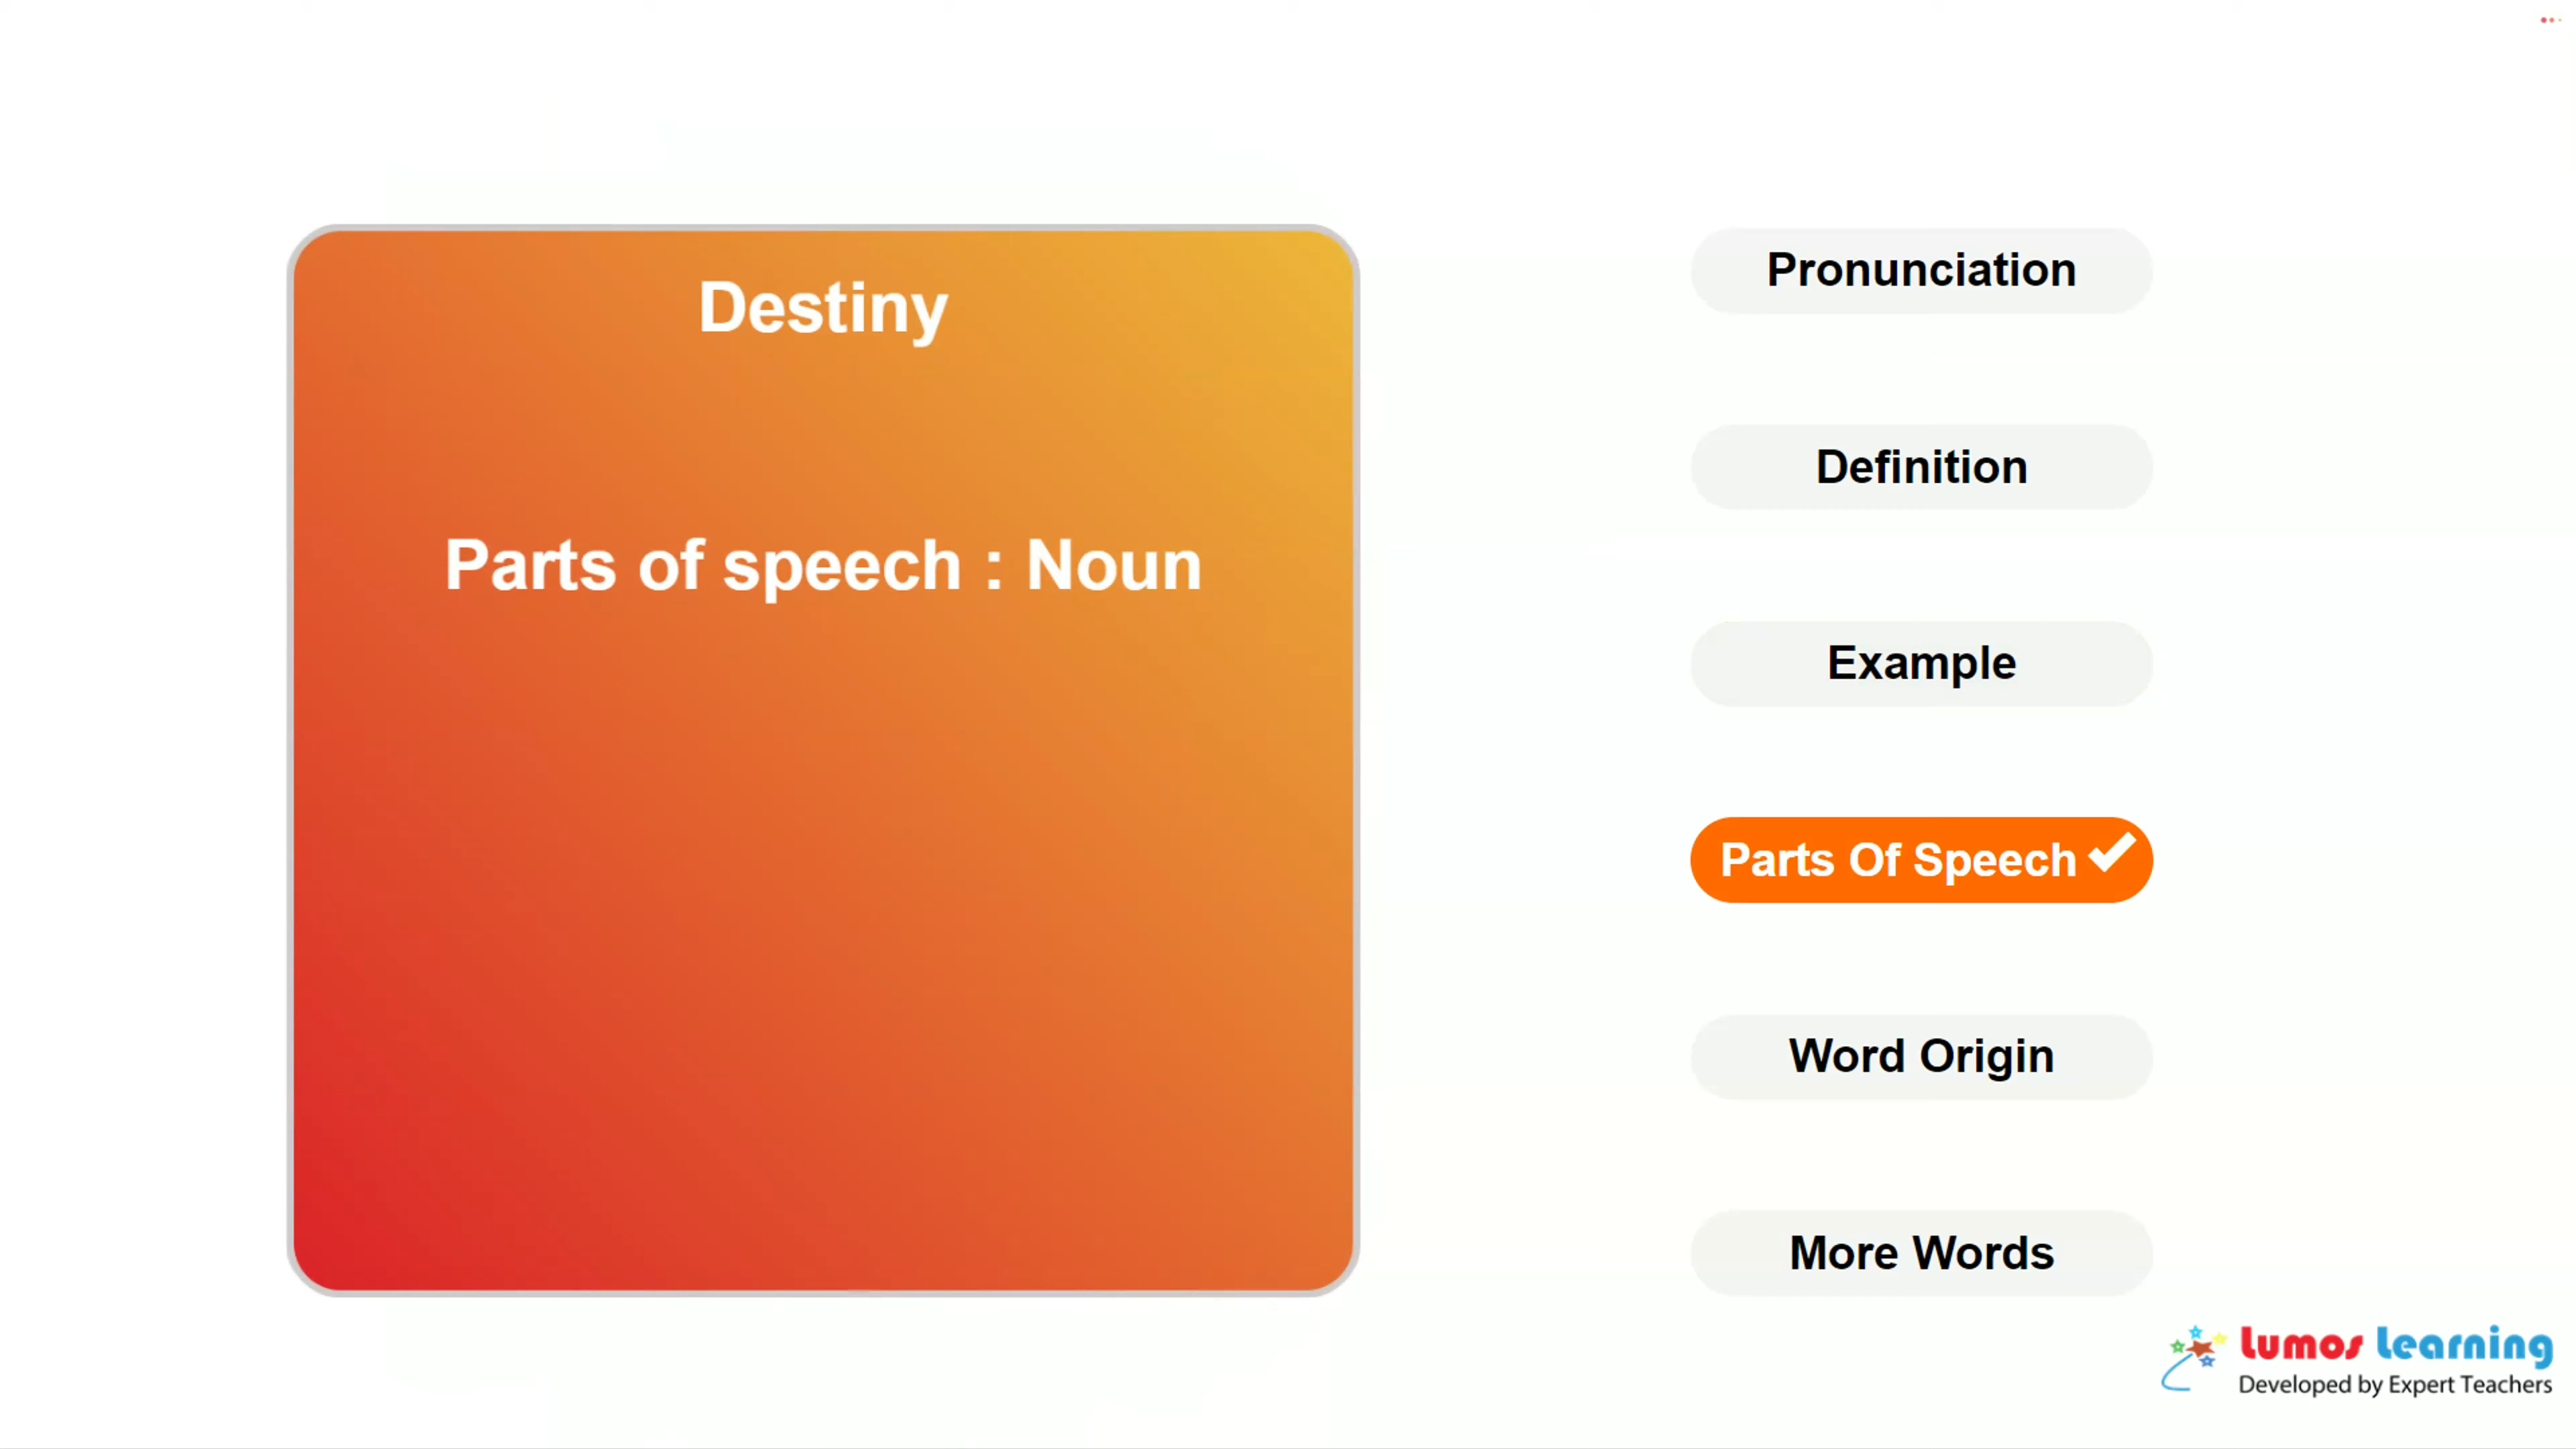 Destiny
Parts of speech : Noun
Pronunciation
Definition
Example
Parts Of Speech
Word Origin
More Words
Lumos Learning
Developed by Expert Teachers